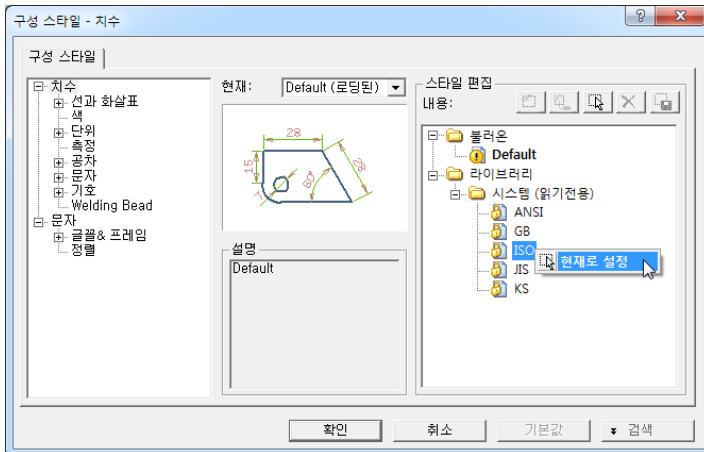 구성 스타일 - 치수
구성 스타일
치수
선과 화살표
색
단위
측정
공차
문자
기호
Welding Bead
문자
글꼴& 프레임
정렬
현재: Default (로딩된)
28
15
60°
28
7
설명
Default
스타일 편집
내용:
불러온
Default
라이브러리
시스템 (읽기전용)
ANSI
GB
ISO
현재로 설정
JIS
KS
확인
취소
기본값
검색